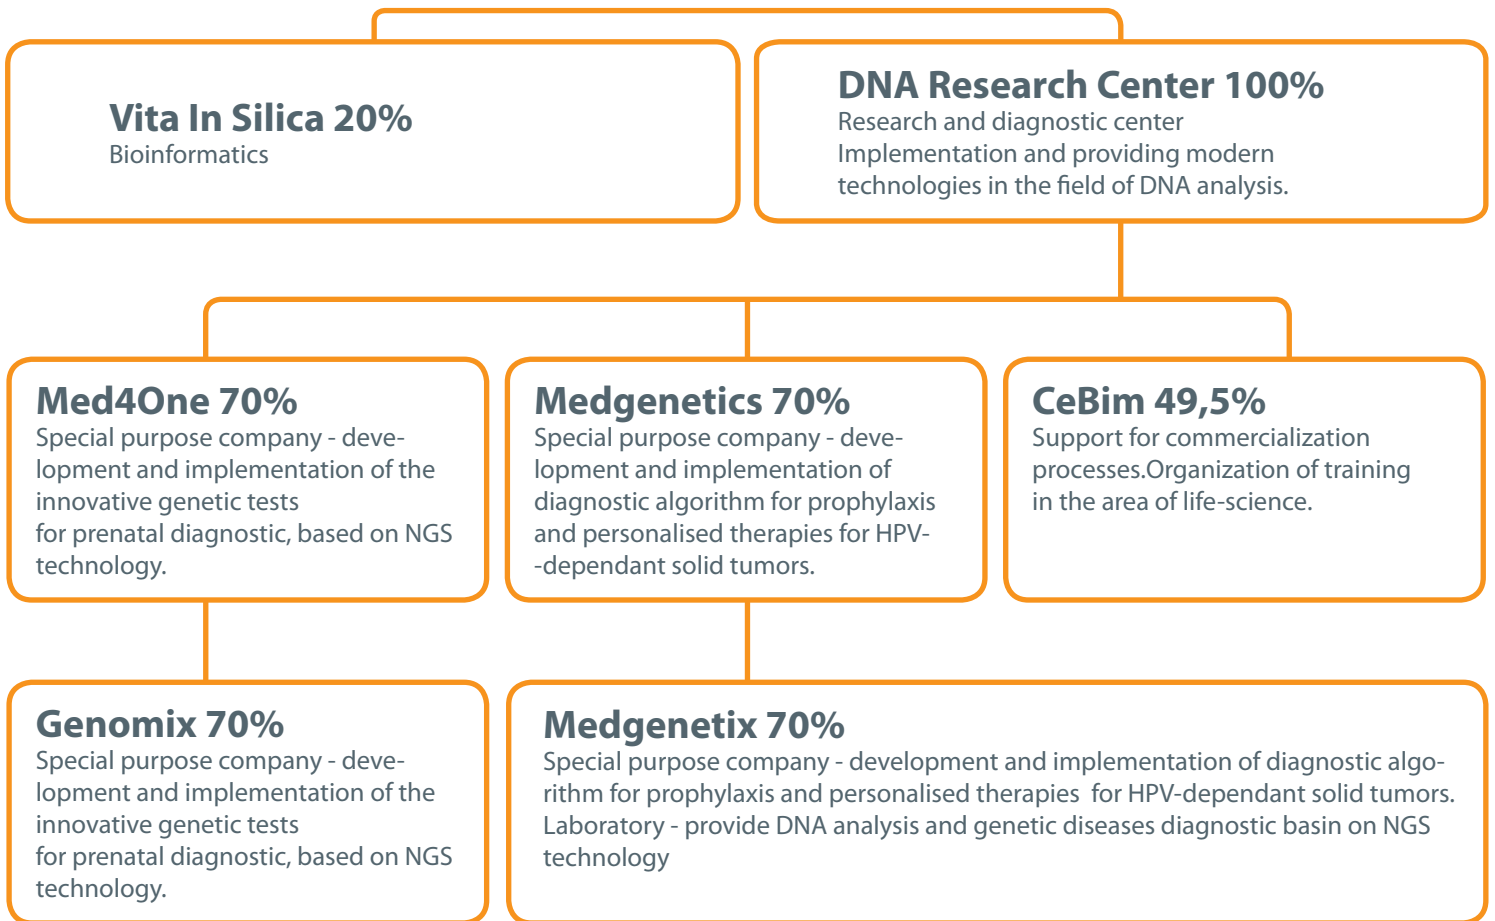 Vita In Silica 20%
Bioinformatics
DNA Research Center 100%
Research and diagnostic center
Implementation and providing modern
technologies in the field of DNA analysis.
Med4One 70%
Special purpose company - deve-
lopment and implementation of the
innovative genetic tests
for prenatal diagnostic, based on NGS
technology.
Medgenetics 70%
Special purpose company - deve-
lopment and implementation of
diagnostic algorithm for prophylaxis
and personalised therapies for HPV-
-dependant solid tumors.
CeBim 49,5%
Support for commercialization
processes.Organization of training
in the area of life-science.
Genomix 70%
Special purpose company - deve-
lopment and implementation of the
innovative genetic tests
for prenatal diagnostic, based on NGS
technology.
Medgenetix 70%
Special purpose company - development and implementation of diagnostic algo-
rithm for prophylaxis and personalised therapies  for HPV-dependant solid tumors.
Laboratory - provide DNA analysis and genetic diseases diagnostic basin on NGS
technology